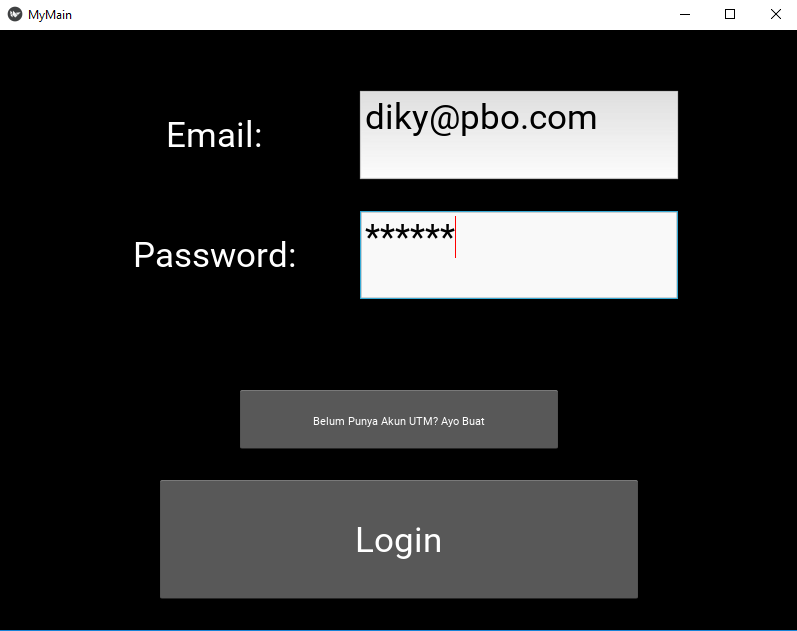 MyMain
Email:
diky@pbo.com
Password:
******
Belum Punya Akun UTM? Ayo Buat
Login